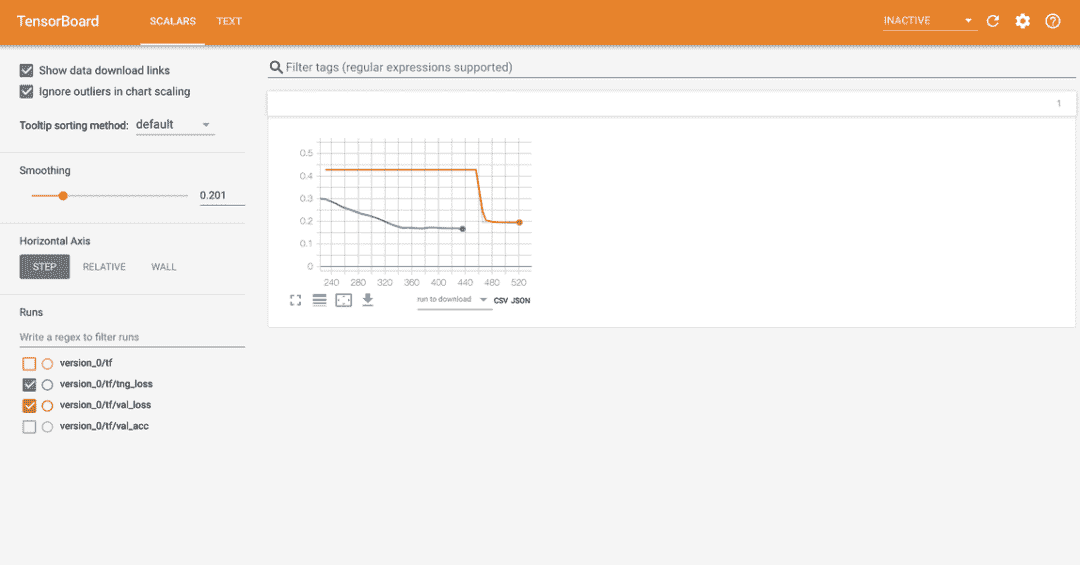 TensorBoard SCALARS TEXT INACTIVE
Show data download links
Ignore outliers in chart scaling
Tooltip sorting method: default
Smoothing
0.201
Horizontal Axis
STEP RELATIVE WALL
Runs
Write a regex to filter runs
version_0/tf
version_0/tf/tng_loss
version_0/tf/val_loss
version_0/tf/val_acc
Filter tags (regular expressions supported)
1
0.5
0.4
0.3
0.2
0.1
0
240 280 320 360 400 440 480 520
run to download CSV JSON